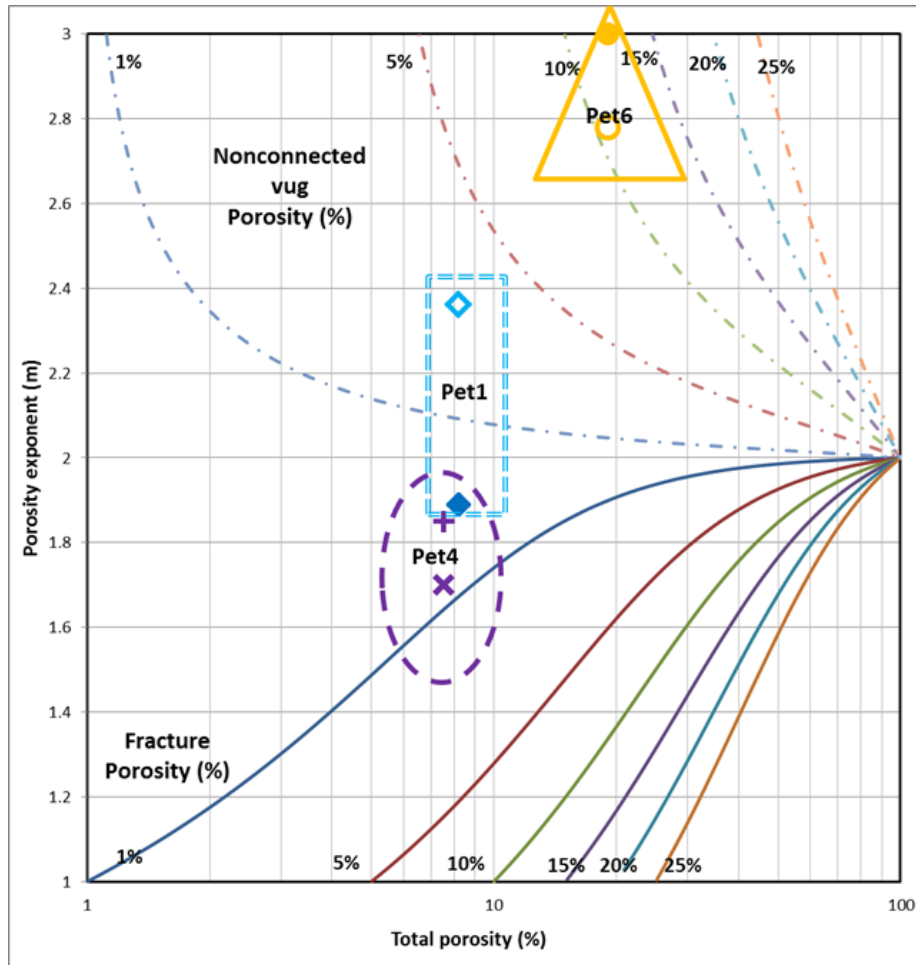 3
1%
5%
10%
15%
20%
25%
Pet6
2.8
Nonconnected
vug
Porosity (%)
2.6
2.4
Pet1
2.2
Porosity exponent (m)
2
1.8
Pet4
1.6
1.4
Fracture
Porosity (%)
1.2
1%
5%
10%
15%
20%
25%
1
1
10
100
Total porosity (%)